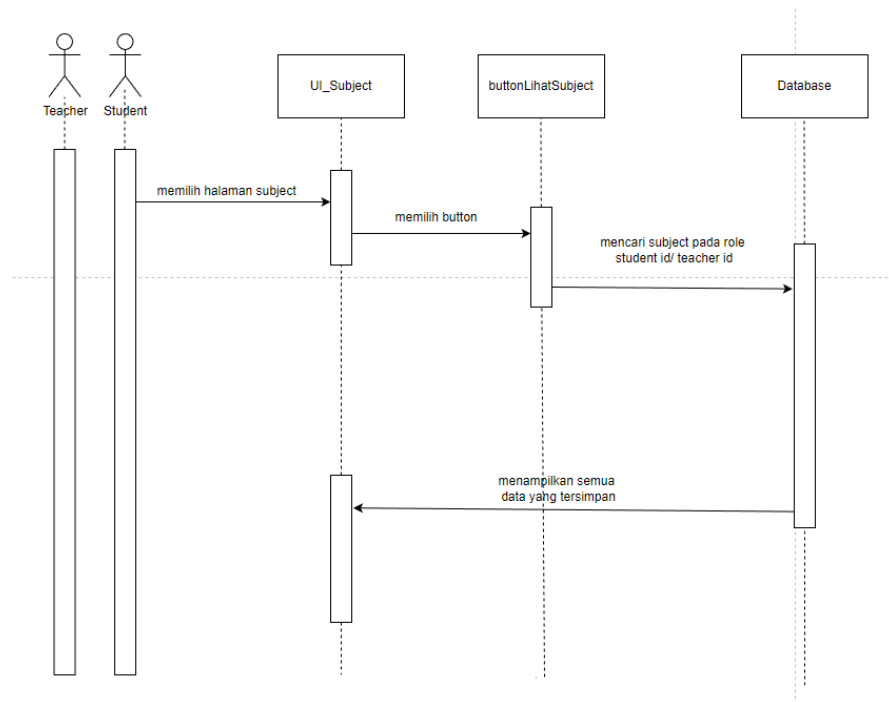 Teacher
Student
UI_Subject
buttonLihatSubject
Database
memilih halaman subject
memilih button
mencari subject pada role
student id/ teacher id
menampilkan semua
data yang tersimpan